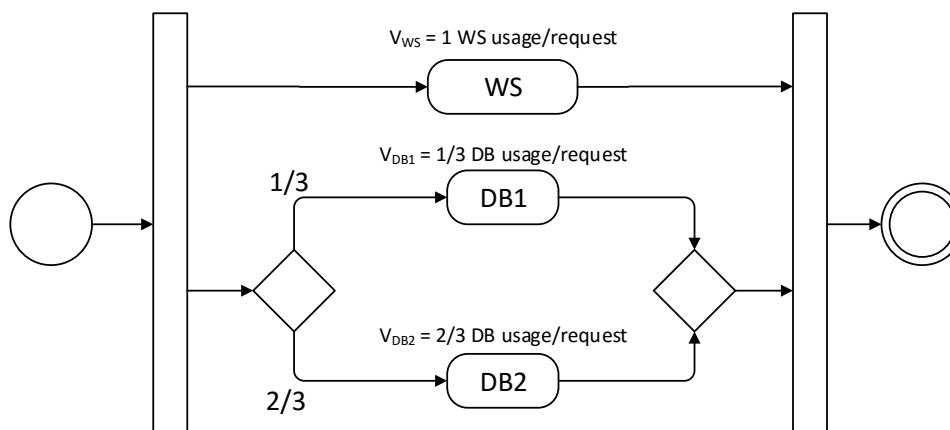 V_WS = 1 WS usage/request
WS
V_DB1 = 1/3 DB usage/request
1/3
DB1
V_DB2 = 2/3 DB usage/request
DB2
2/3